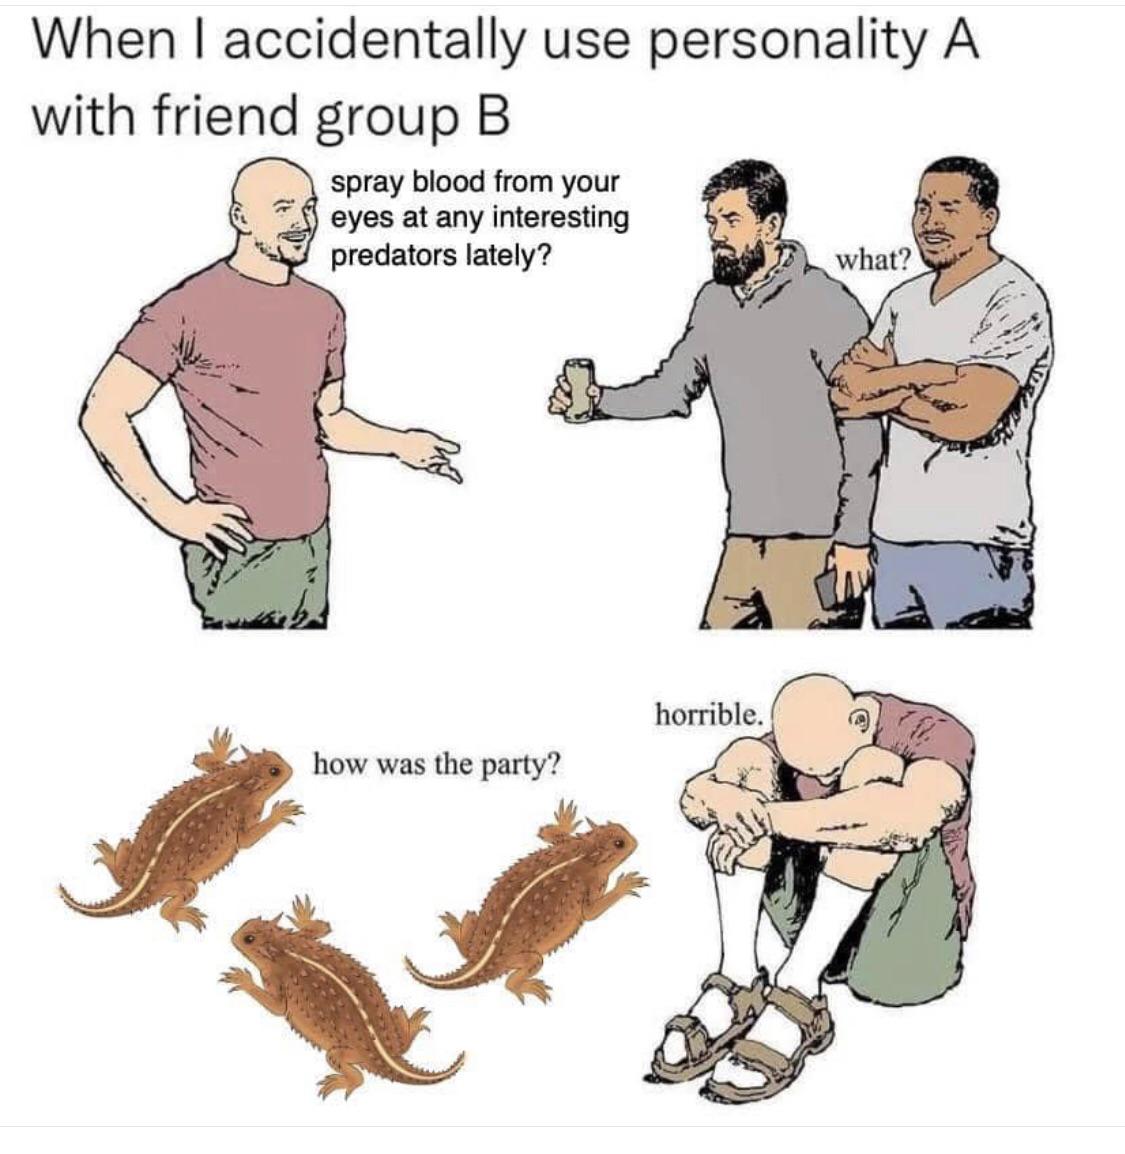 When I accidentally use personality A
with friend group B
spray blood from your
eyes at any interesting
predators lately?
what?
how was the party?
horrible.